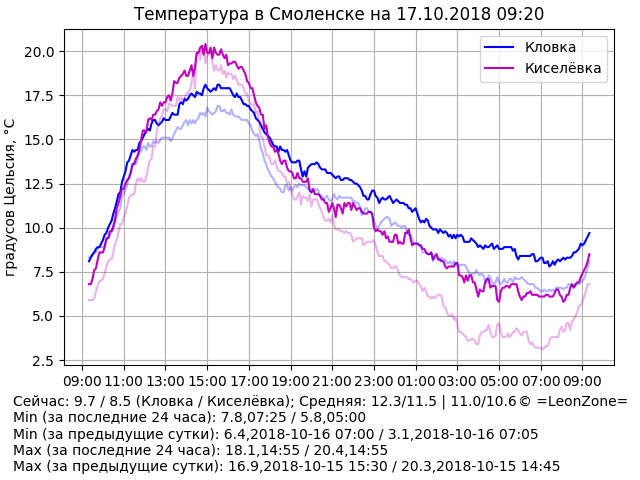 Температура в Смоленске на 17.10.2018 09:20
Кловка
Киселёвка
градусов Цельсия, °C
20.0
17.5
15.0
12.5
10.0
7.5
5.0
2.5
09:00 11:00 13:00 15:00 17:00 19:00 21:00 23:00 01:00 03:00 05:00 07:00 09:00
Сейчас: 9.7 / 8.5 (Кловка / Киселёвка); Средняя: 12.3/11.5 | 11.0/10.6© =LeonZone=
Min (за последние 24 часа): 7.8,07:25 / 5.8,05:00
Min (за предыдущие сутки): 6.4,2018-10-16 07:00 / 3.1,2018-10-16 07:05
Max (за последние 24 часа): 18.1,14:55 / 20.4,14:55
Max (за предыдущие сутки): 16.9,2018-10-15 15:30 / 20.3,2018-10-15 14:45